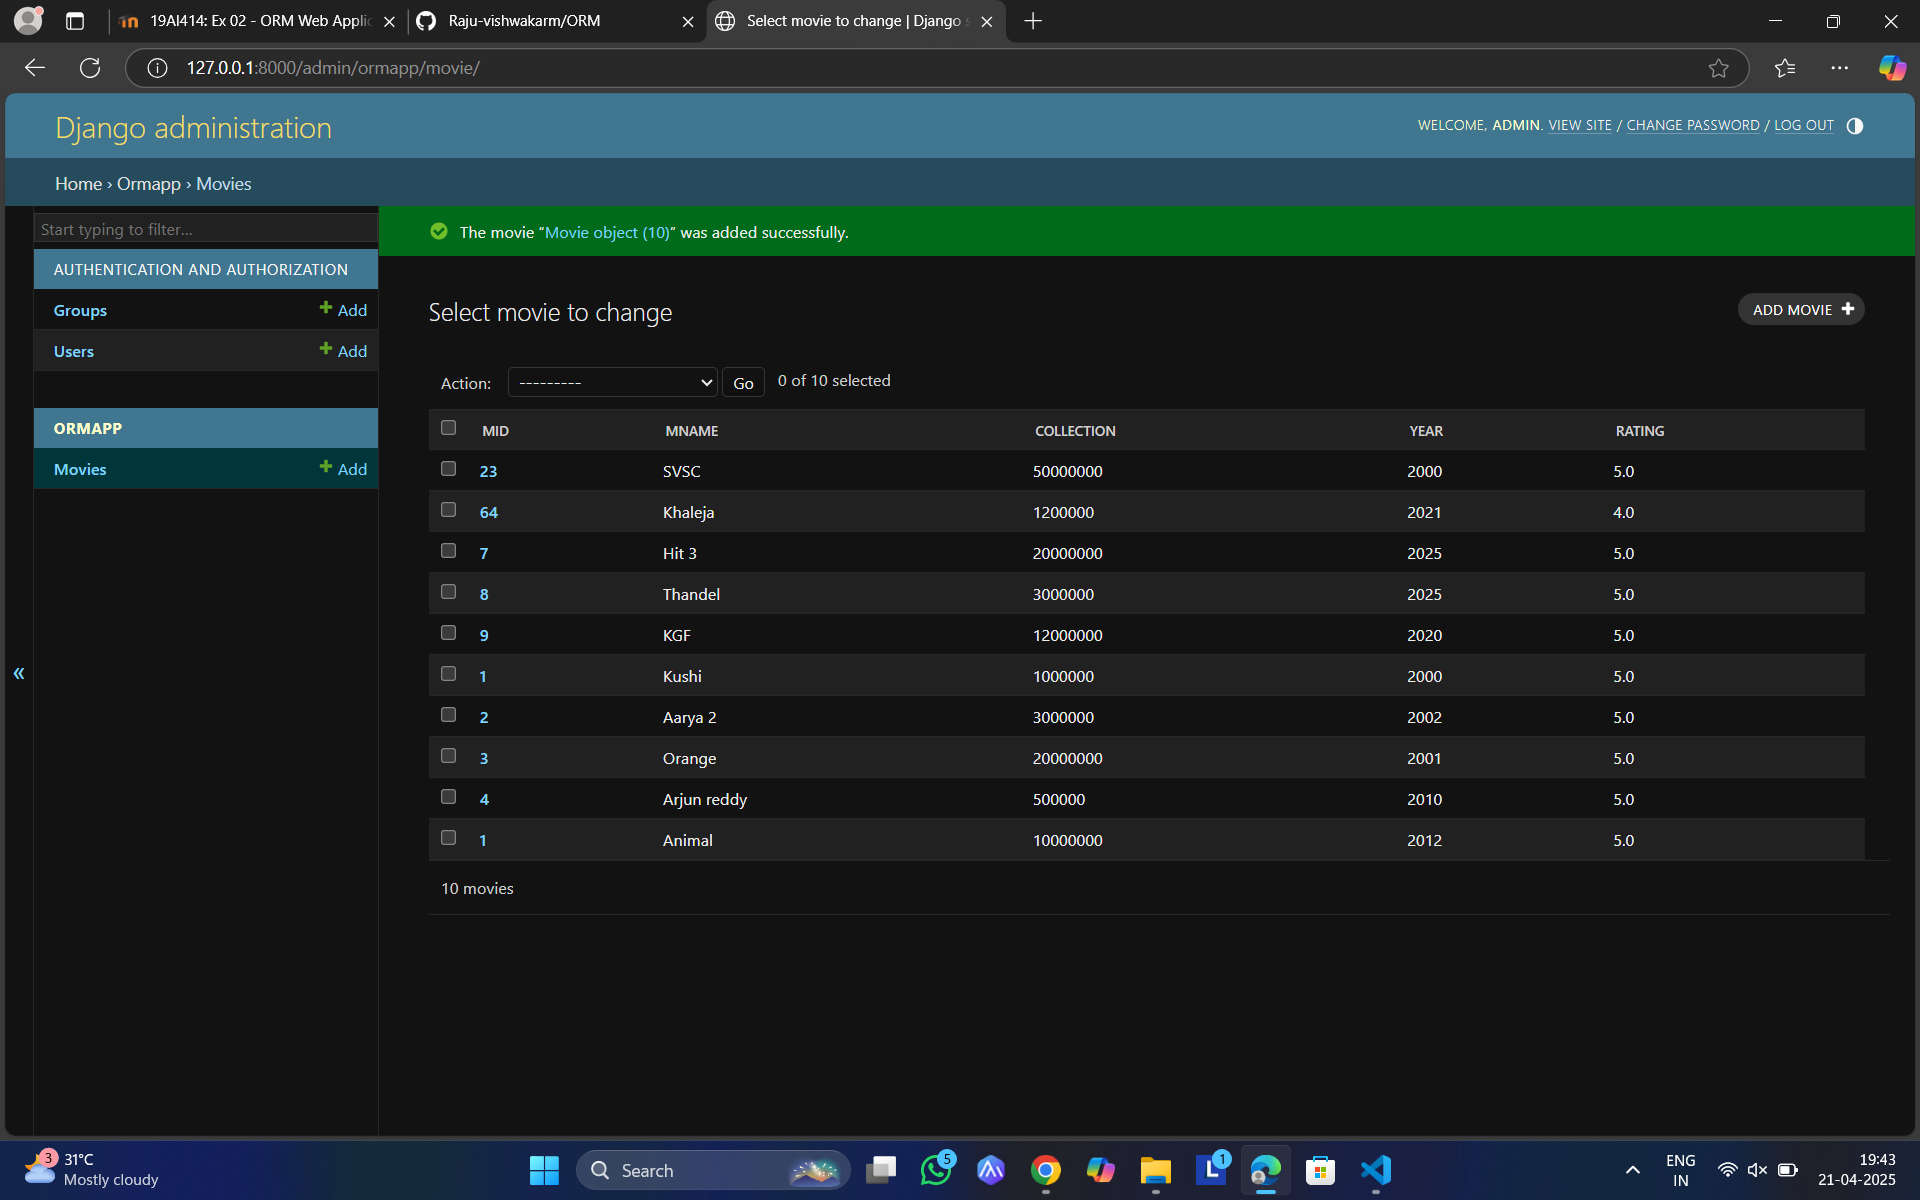 19AI414: Ex 02 - ORM Web Applic
Raju-vishwakarm/ORM
Select movie to change | Django s
127.0.0.1:8000/admin/ormapp/movie/
Django administration
WELCOME, ADMIN. VIEW SITE / CHANGE PASSWORD / LOG OUT
Home › Ormapp › Movies
Start typing to filter...
The movie “Movie object (10)” was added successfully.
AUTHENTICATION AND AUTHORIZATION
Groups Add
Users Add
ORMAPP
Movies Add
«
Select movie to change
ADD MOVIE
Action: --------- Go 0 of 10 selected
MID MNAME COLLECTION YEAR RATING
23 SVSC 50000000 2000 5.0
64 Khaleja 1200000 2021 4.0
7 Hit 3 20000000 2025 5.0
8 Thandel 3000000 2025 5.0
9 KGF 12000000 2020 5.0
1 Kushi 1000000 2000 5.0
2 Aarya 2 3000000 2002 5.0
3 Orange 20000000 2001 5.0
4 Arjun reddy 500000 2010 5.0
1 Animal 10000000 2012 5.0
10 movies
3
31°C
Mostly cloudy
Search
5
L
1
ENG
IN
19:43
21-04-2025